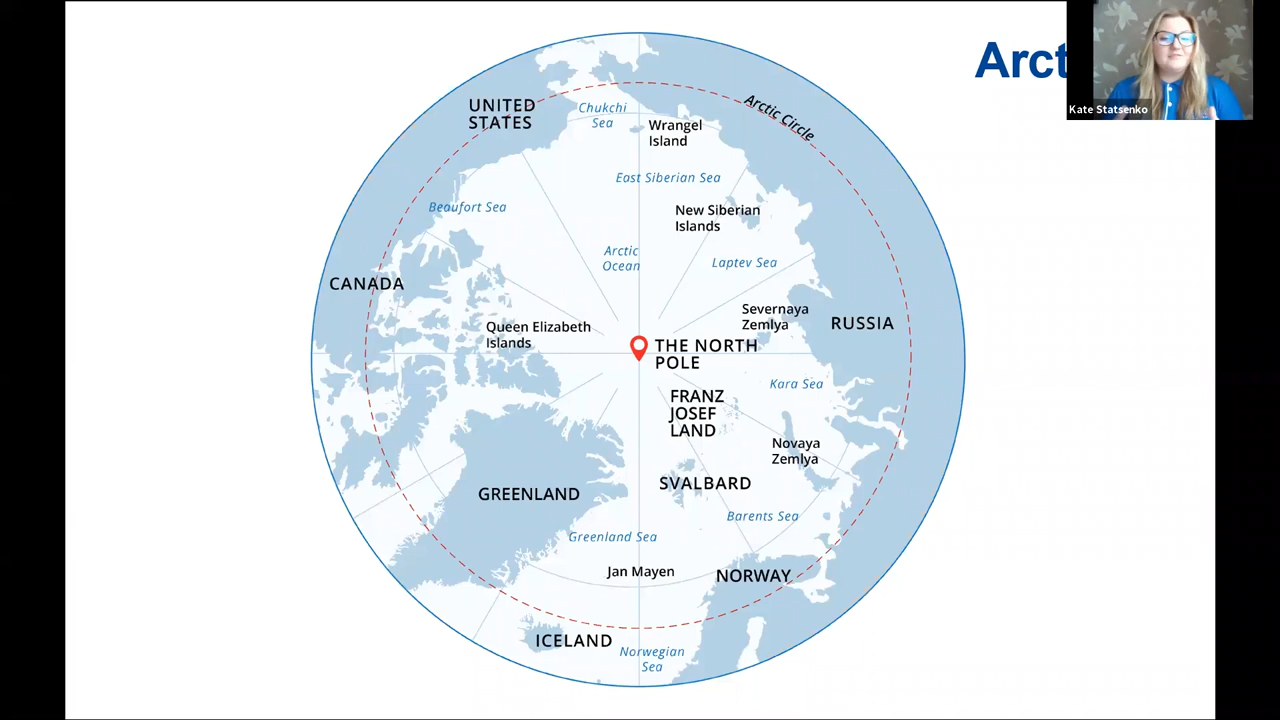 Arct
Kate Statsenko
Arctic Circle
UNITED
STATES
Chukchi
Sea
Wrangel
Island
East Siberian Sea
Beaufort Sea
New Siberian
Islands
Arctic
Ocean
Laptev Sea
CANADA
Severnaya
Zemlya
RUSSIA
Queen Elizabeth
Islands
THE NORTH
POLE
Kara Sea
FRANZ
JOSEF
LAND
Novaya
Zemlya
SVALBARD
GREENLAND
Barents Sea
Greenland Sea
Jan Mayen
NORWAY
ICELAND
Norwegian
Sea